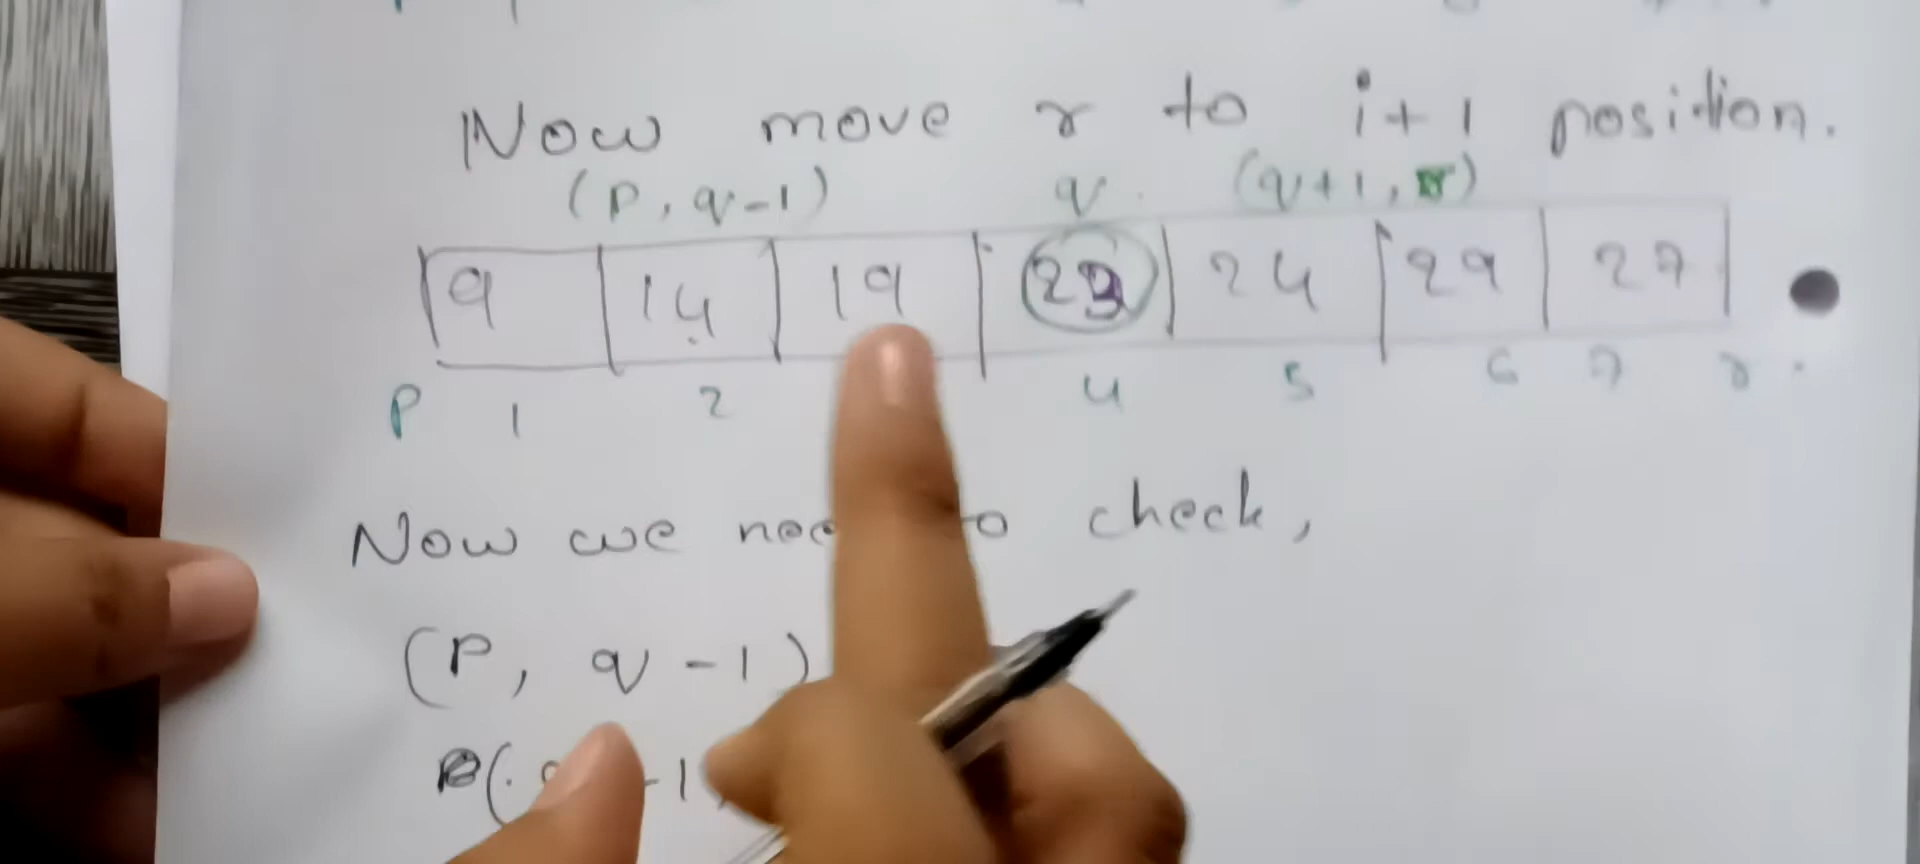 Now move r to i+1 position.
(P, q-1) q. (q+1, r)
9 14 19 23 24 29 27
P 1 2 4 5 6 7 r.
Now we to check,
(P, q-1)